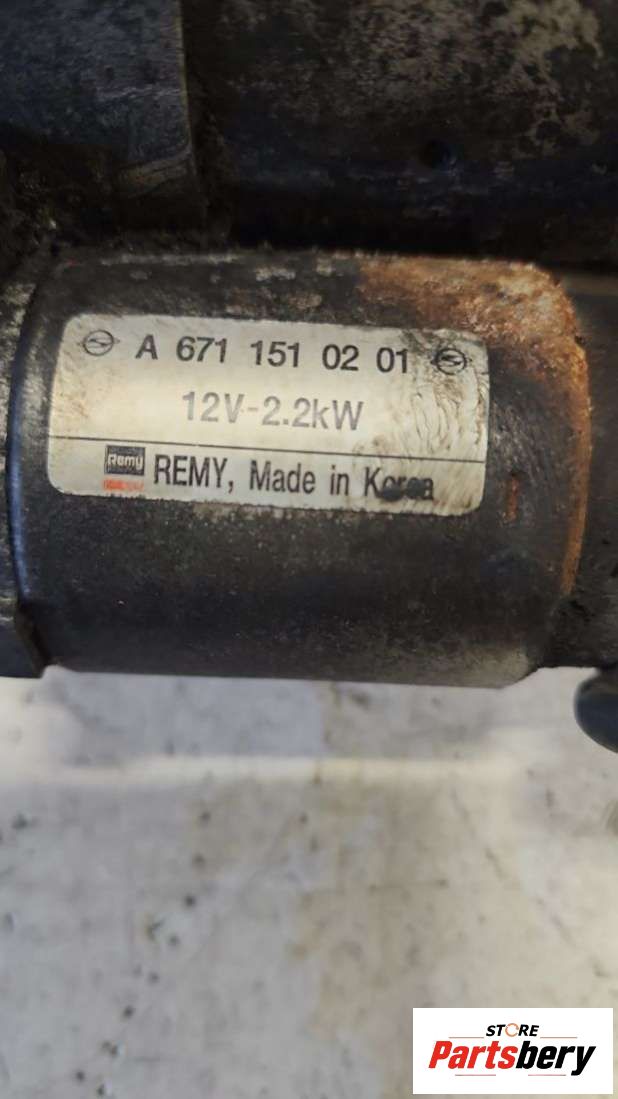 A 671 151 02 01
12V-2.2kW
Remy
REMY, Made in Korea
STORE
Partsbery